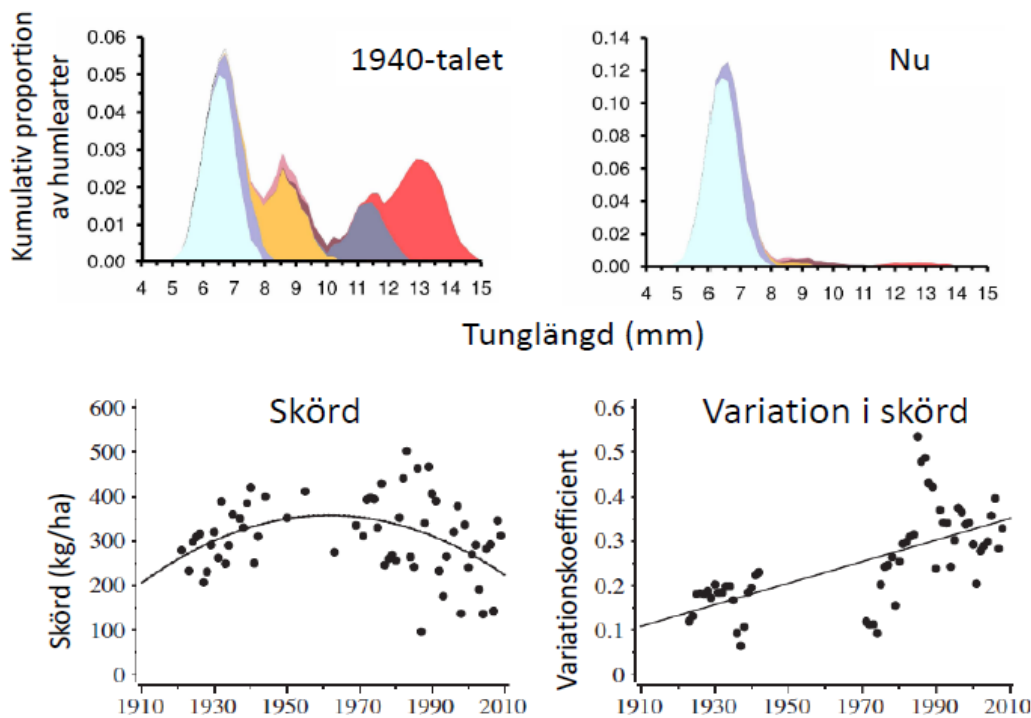 Kumulativ proportion
av humlearter
0.06
0.05
0.04
0.03
0.02
0.01
0.00
1940-talet
4 5 6 7 8 9 10 11 12 13 14 15
0.14
0.12
0.10
0.08
0.06
0.04
0.02
0.00
Nu
4 5 6 7 8 9 10 11 12 13 14 15
Tunglängd (mm)
Skörd (kg/ha)
600
500
400
300
200
100
0
Skörd
1910 1930 1950 1970 1990 2010
Variationskoefficient
0.6
0.5
0.4
0.3
0.2
0.1
0
Variation i skörd
1910 1930 1950 1970 1990 2010